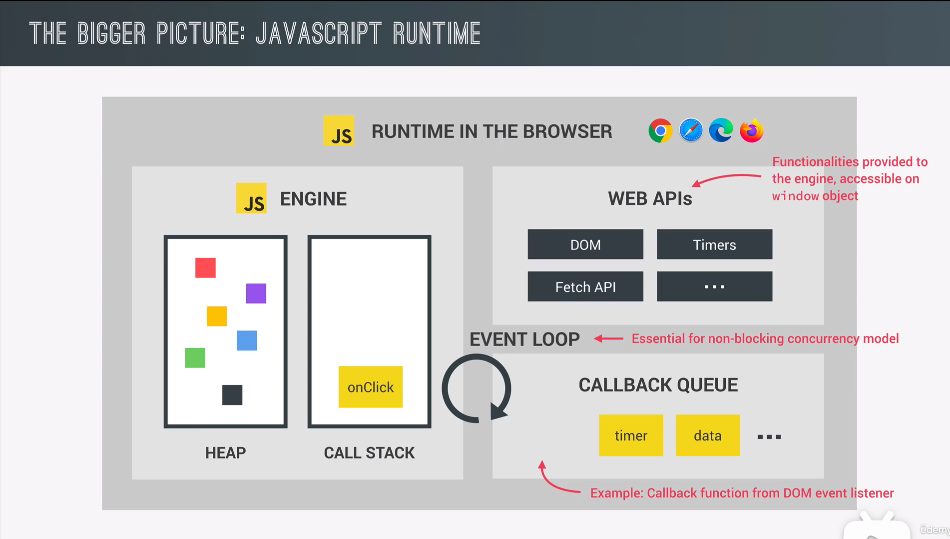 THE BIGGER PICTURE: JAVASCRIPT RUNTIME
JS RUNTIME IN THE BROWSER
Functionalities provided to
the engine, accessible on
window object
JS ENGINE
WEB APIs
DOM
Timers
Fetch API
...
EVENT LOOP
Essential for non-blocking concurrency model
onClick
CALLBACK QUEUE
timer
data
...
HEAP
CALL STACK
Example: Callback function from DOM event listener
Udemy